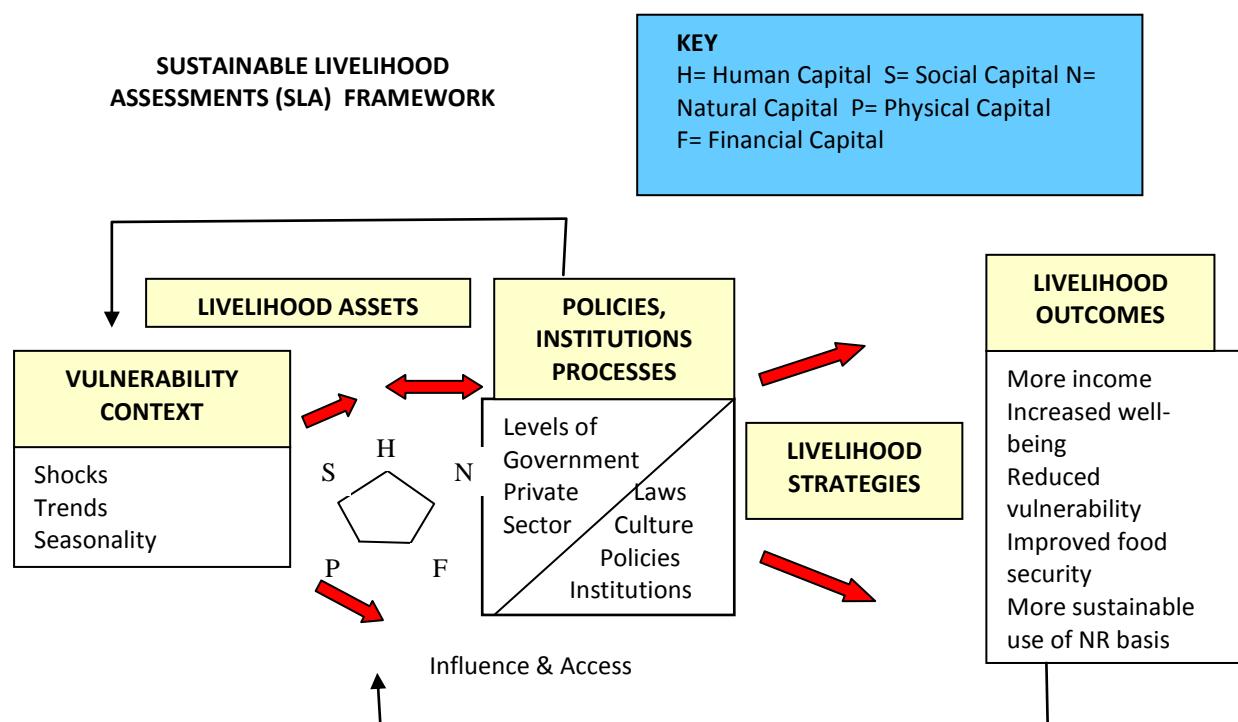 SUSTAINABLE LIVELIHOOD
ASSESSMENTS (SLA) FRAMEWORK
KEY
H= Human Capital S= Social Capital N=
Natural Capital P= Physical Capital
F= Financial Capital
LIVELIHOOD ASSETS
POLICIES,
INSTITUTIONS
PROCESSES
LIVELIHOOD
OUTCOMES
VULNERABILITY
CONTEXT
Shocks
Trends
Seasonality
H
S
N
P
F
Levels of
Government
Private
Sector
Laws
Culture
Policies
Institutions
LIVELIHOOD
STRATEGIES
More income
Increased well-
being
Reduced
vulnerability
Improved food
security
More sustainable
use of NR basis
Influence & Access